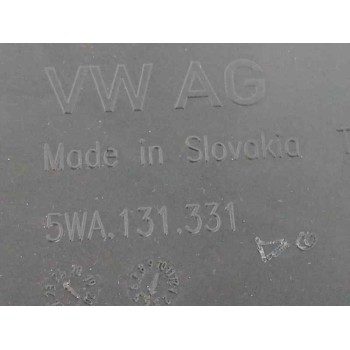 VW AG
Made in Slovakia T
5WA.131.331